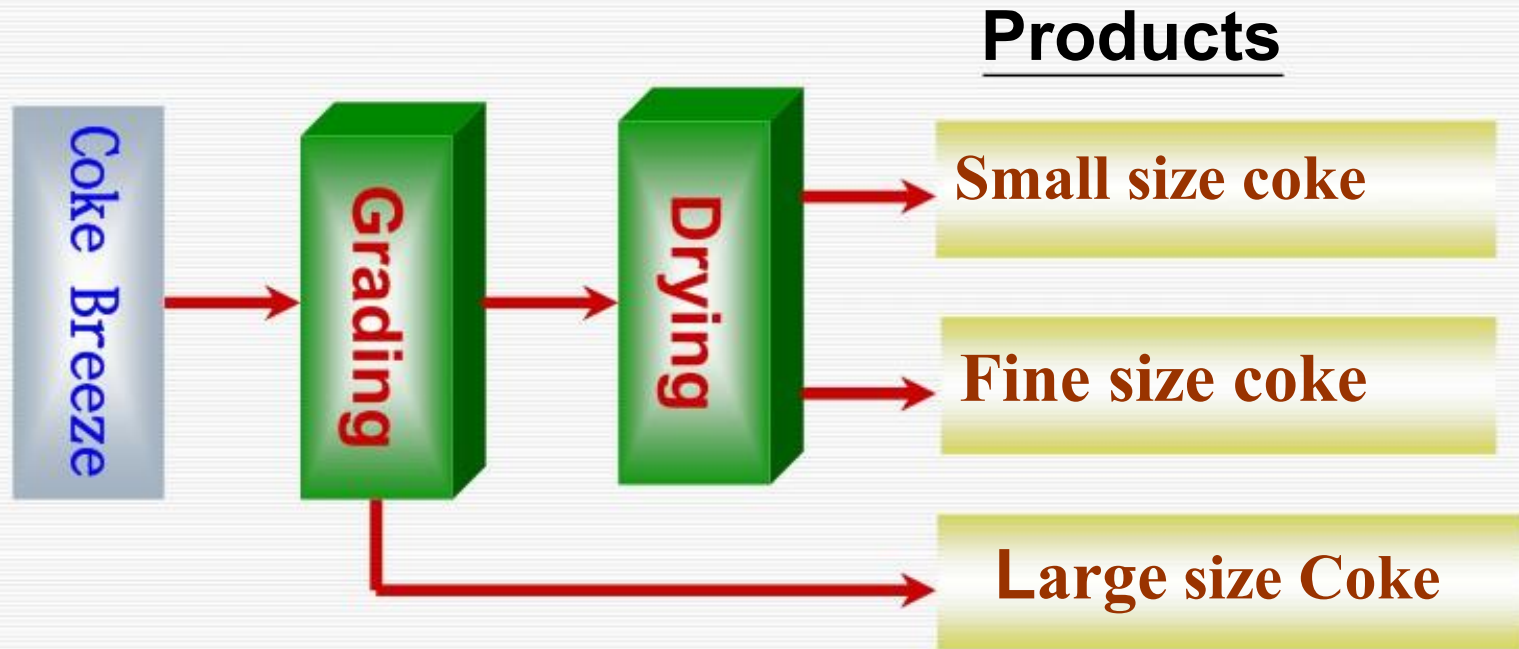 Products
Coke Breeze
Grading
Drying
Small size coke
Fine size coke
Large size Coke